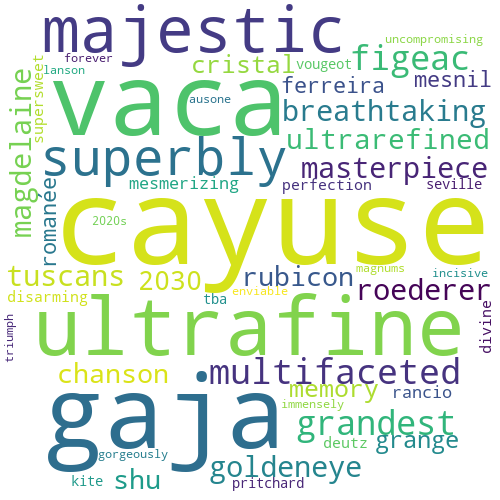 majestic
uncompromising
forever
cristal
vougeot
figeac
lanson
supersweet
vaca
ferreira
mesnil
magdelaine
ausone
breathtaking
superbly
ultrarefined
romanée
masterpiece
mesmerizing
perfection
seville
cayuse
2020s
tuscans
2030
rubicon
magnums
incisive
disarming
tba
enviable
roederer
triumph
ultrafine
divine
chanson
multifaceted
gaja
memory
rancio
immensely
grandest
deutz
grange
gorgeously
goldeneye
kite
shu
pritchard